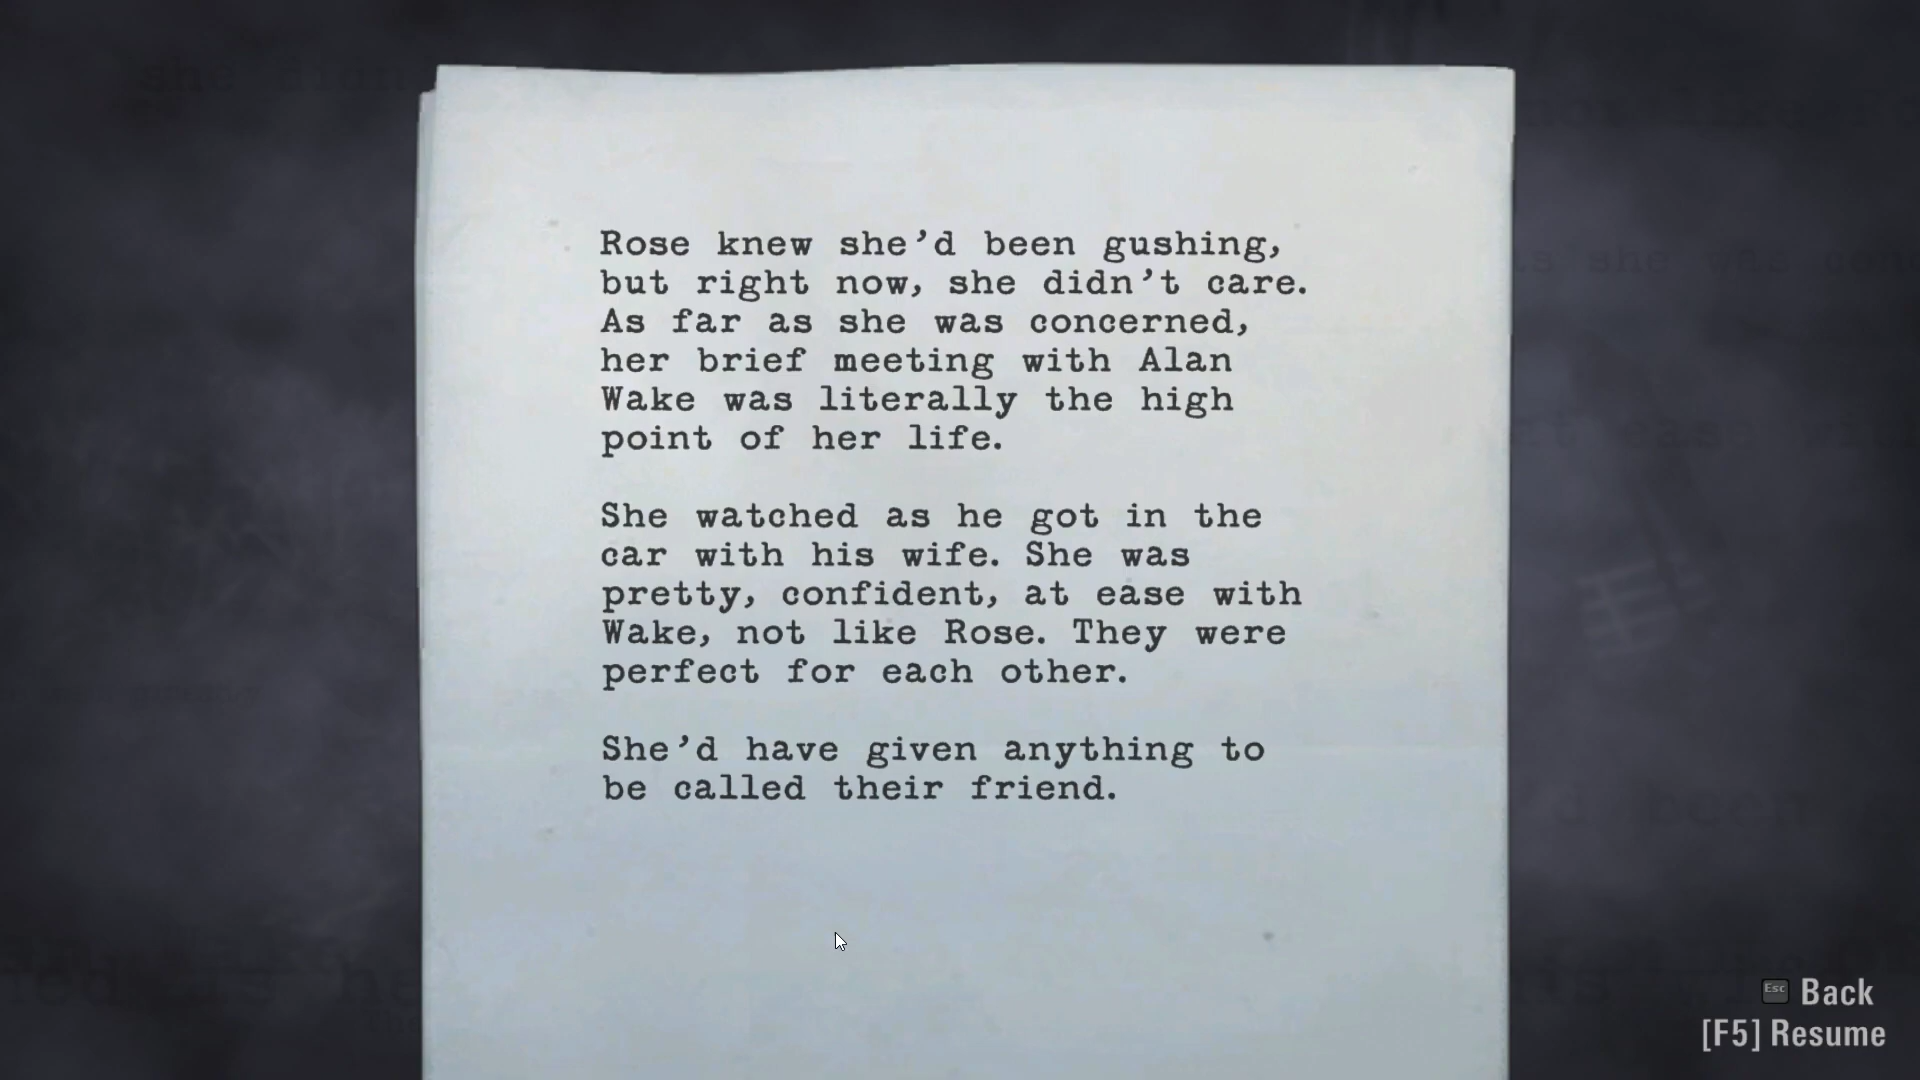 Rose knew she’d been gushing,
but right now, she didn’t care.
As far as she was concerned,
her brief meeting with Alan
Wake was literally the high
point of her life.
She watched as he got in the
car with his wife. She was
pretty, confident, at ease with
Wake, not like Rose. They were
perfect for each other.
She’d have given anything to
be called their friend.
Esc Back
[F5] Resume